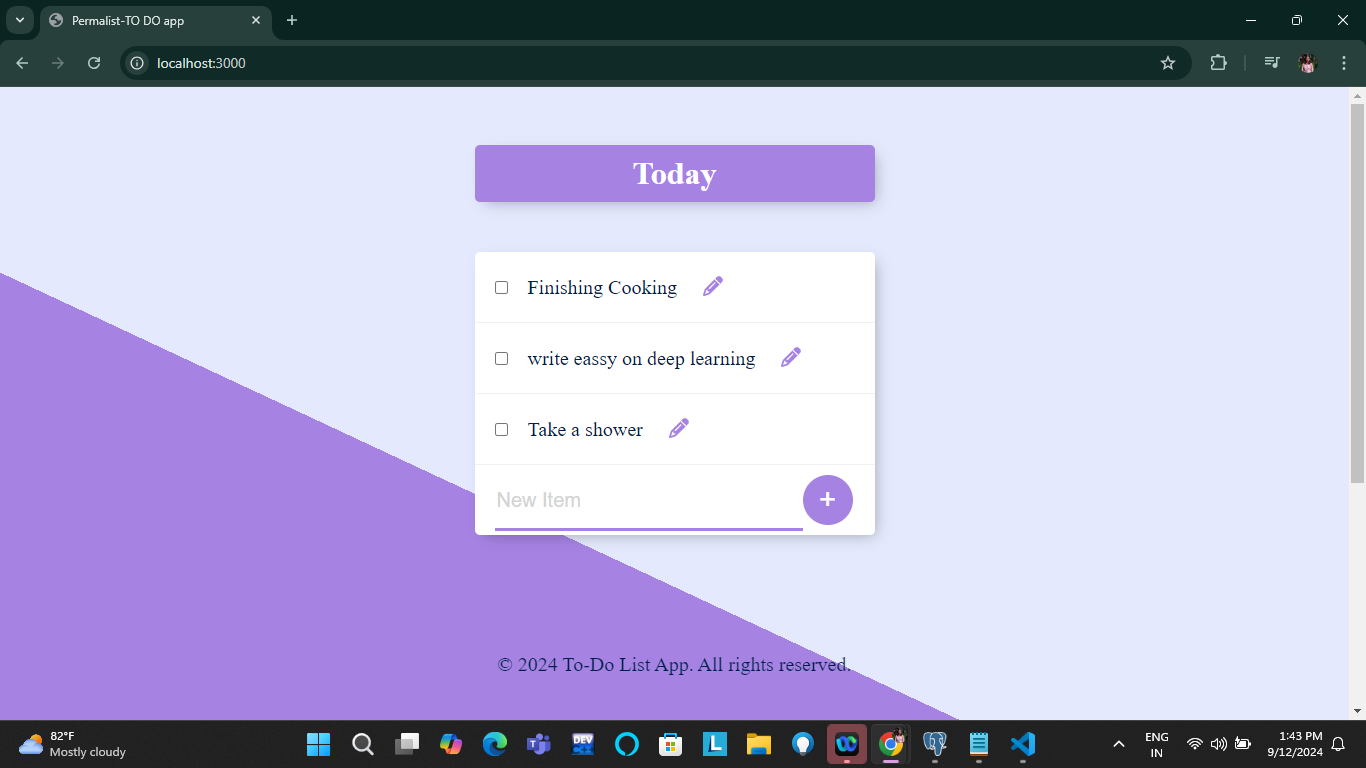 Permalist-TO DO app
localhost:3000
Today
Finishing Cooking
write eassy on deep learning
Take a shower
New Item
+
© 2024 To-Do List App. All rights reserved.
82°F
Mostly cloudy
DEV
C++
L
ENG
IN
1:43 PM
9/12/2024